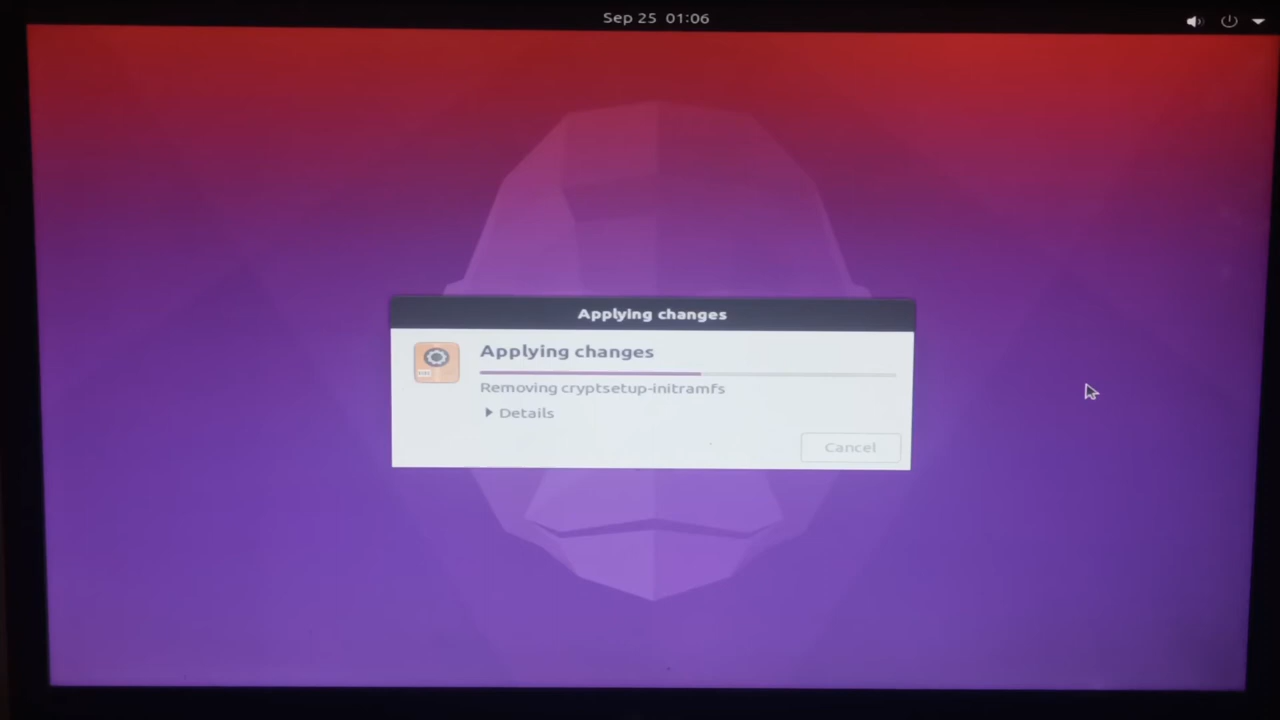 Sep 25 01:06
Applying changes
Applying changes
Removing cryptsetup-initramfs
Details
Cancel